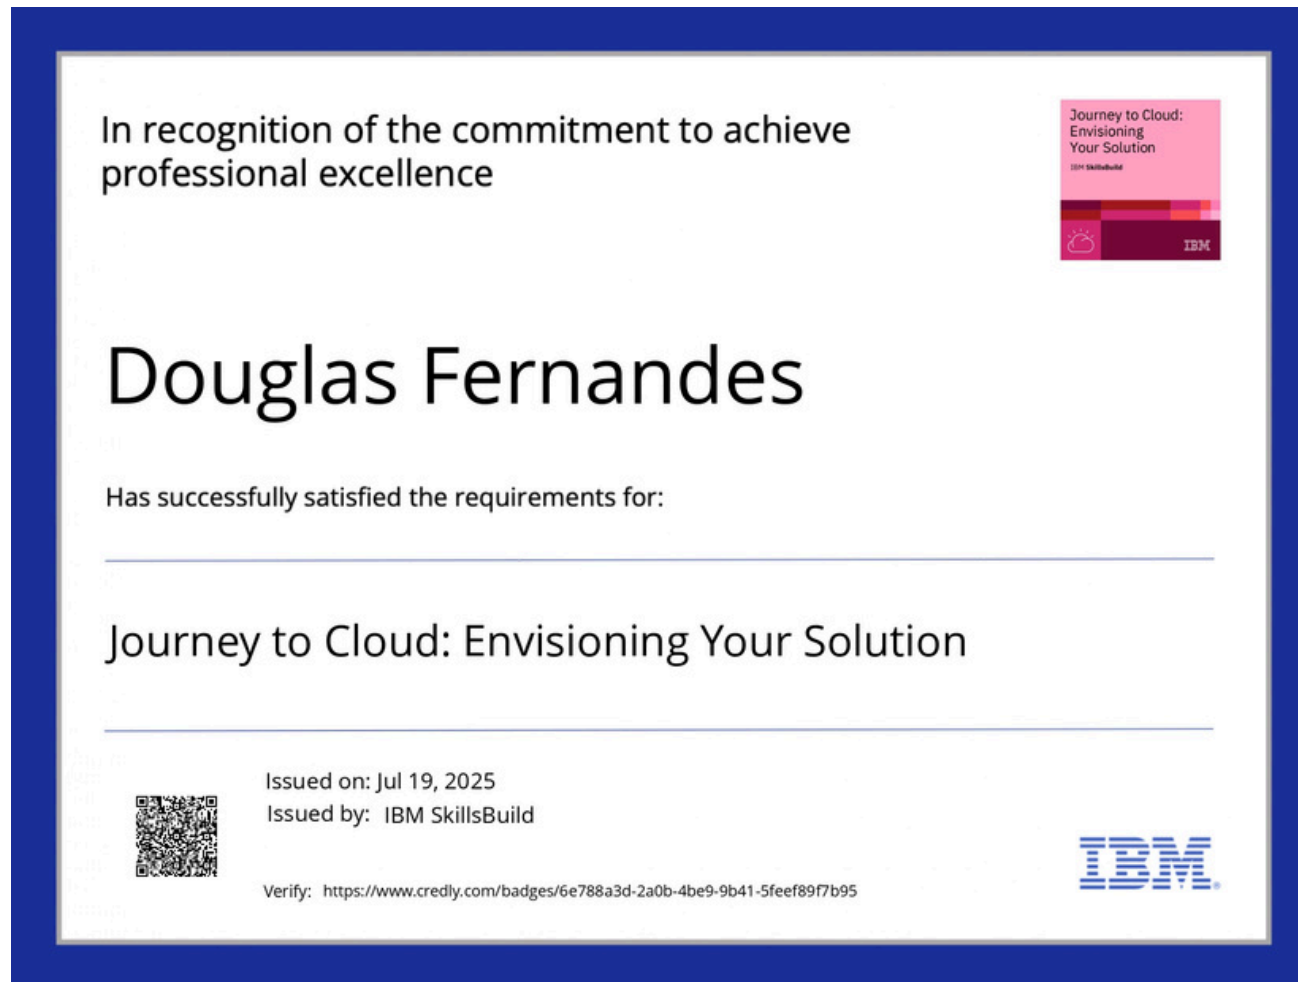 In recognition of the commitment to achieve
professional excellence
Journey to Cloud:
Envisioning
Your Solution
IBM SkillsBuild
IBM
Douglas Fernandes
Has successfully satisfied the requirements for:
Journey to Cloud: Envisioning Your Solution
Issued on: Jul 19, 2025
Issued by: IBM SkillsBuild
Verify: https://www.credly.com/badges/6e788a3d-2a0b-4be9-9b41-5feef89f7b95
IBM®